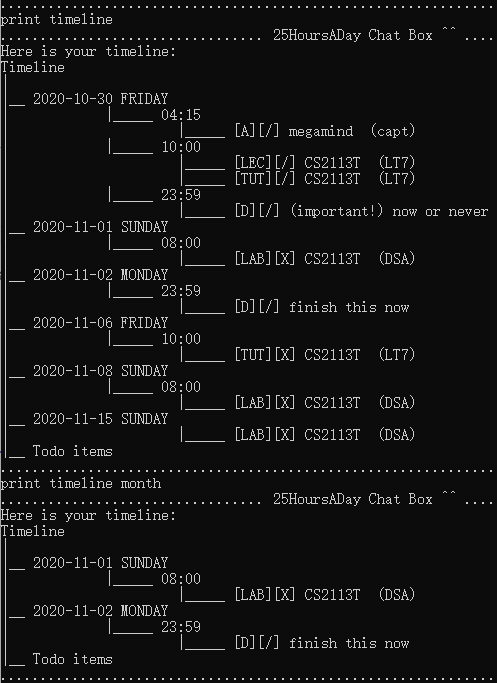 print timeline
............................. 25HoursADay Chat Box ^^ ....
Here is your timeline:
Timeline
|
|__ 2020-10-30 FRIDAY
|_____ 04:15
|_____ [A][/] megamind  (capt)
|_____ 10:00
|_____ [LEC][/] CS2113T  (LT7)
|_____ [TUT][/] CS2113T  (LT7)
|_____ 23:59
|_____ [D][/] (important!) now or never
|__ 2020-11-01 SUNDAY
|_____ 08:00
|_____ [LAB][X] CS2113T  (DSA)
|__ 2020-11-02 MONDAY
|_____ 23:59
|_____ [D][/] finish this now
|__ 2020-11-06 FRIDAY
|_____ 10:00
|_____ [TUT][X] CS2113T  (LT7)
|__ 2020-11-08 SUNDAY
|_____ 08:00
|_____ [LAB][X] CS2113T  (DSA)
|__ 2020-11-15 SUNDAY
|_____ [LAB][X] CS2113T  (DSA)
|__ Todo items
print timeline month
............................. 25HoursADay Chat Box ^^ ....
Here is your timeline:
Timeline
|
|__ 2020-11-01 SUNDAY
|_____ 08:00
|_____ [LAB][X] CS2113T  (DSA)
|__ 2020-11-02 MONDAY
|_____ 23:59
|_____ [D][/] finish this now
|__ Todo items